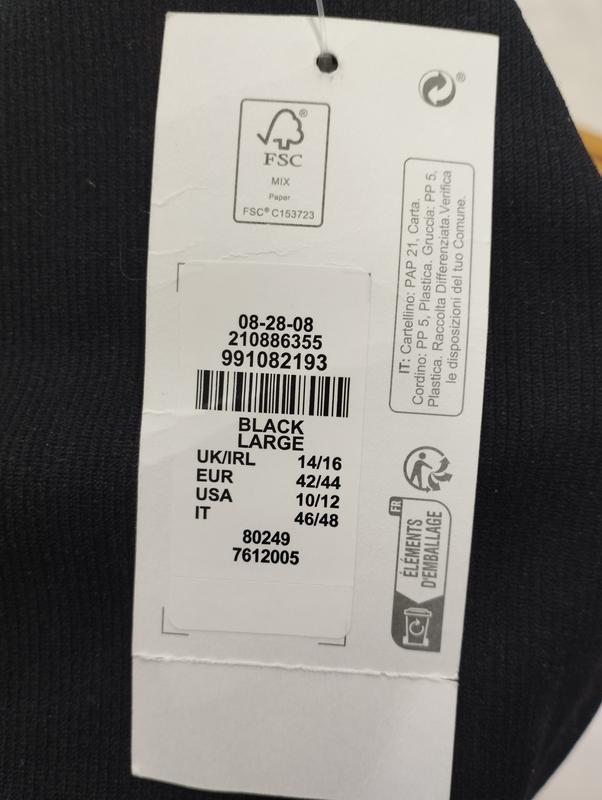 FSC®
MIX
Paper
FSC® C153723
®
IT: Cartellino: PAP 21, Carta.
Cordino: PP 5, Plastica. Gruccia: PP 5,
Plastica. Raccolta Differenziata.Verifica
le disposizioni del tuo Comune.
08-28-08
210886355
991082193
BLACK
LARGE
UK/IRL 14/16
EUR 42/44
USA 10/12
IT 46/48
80249
7612005
FR
ÉLÉMENTS
D'EMBALLAGE